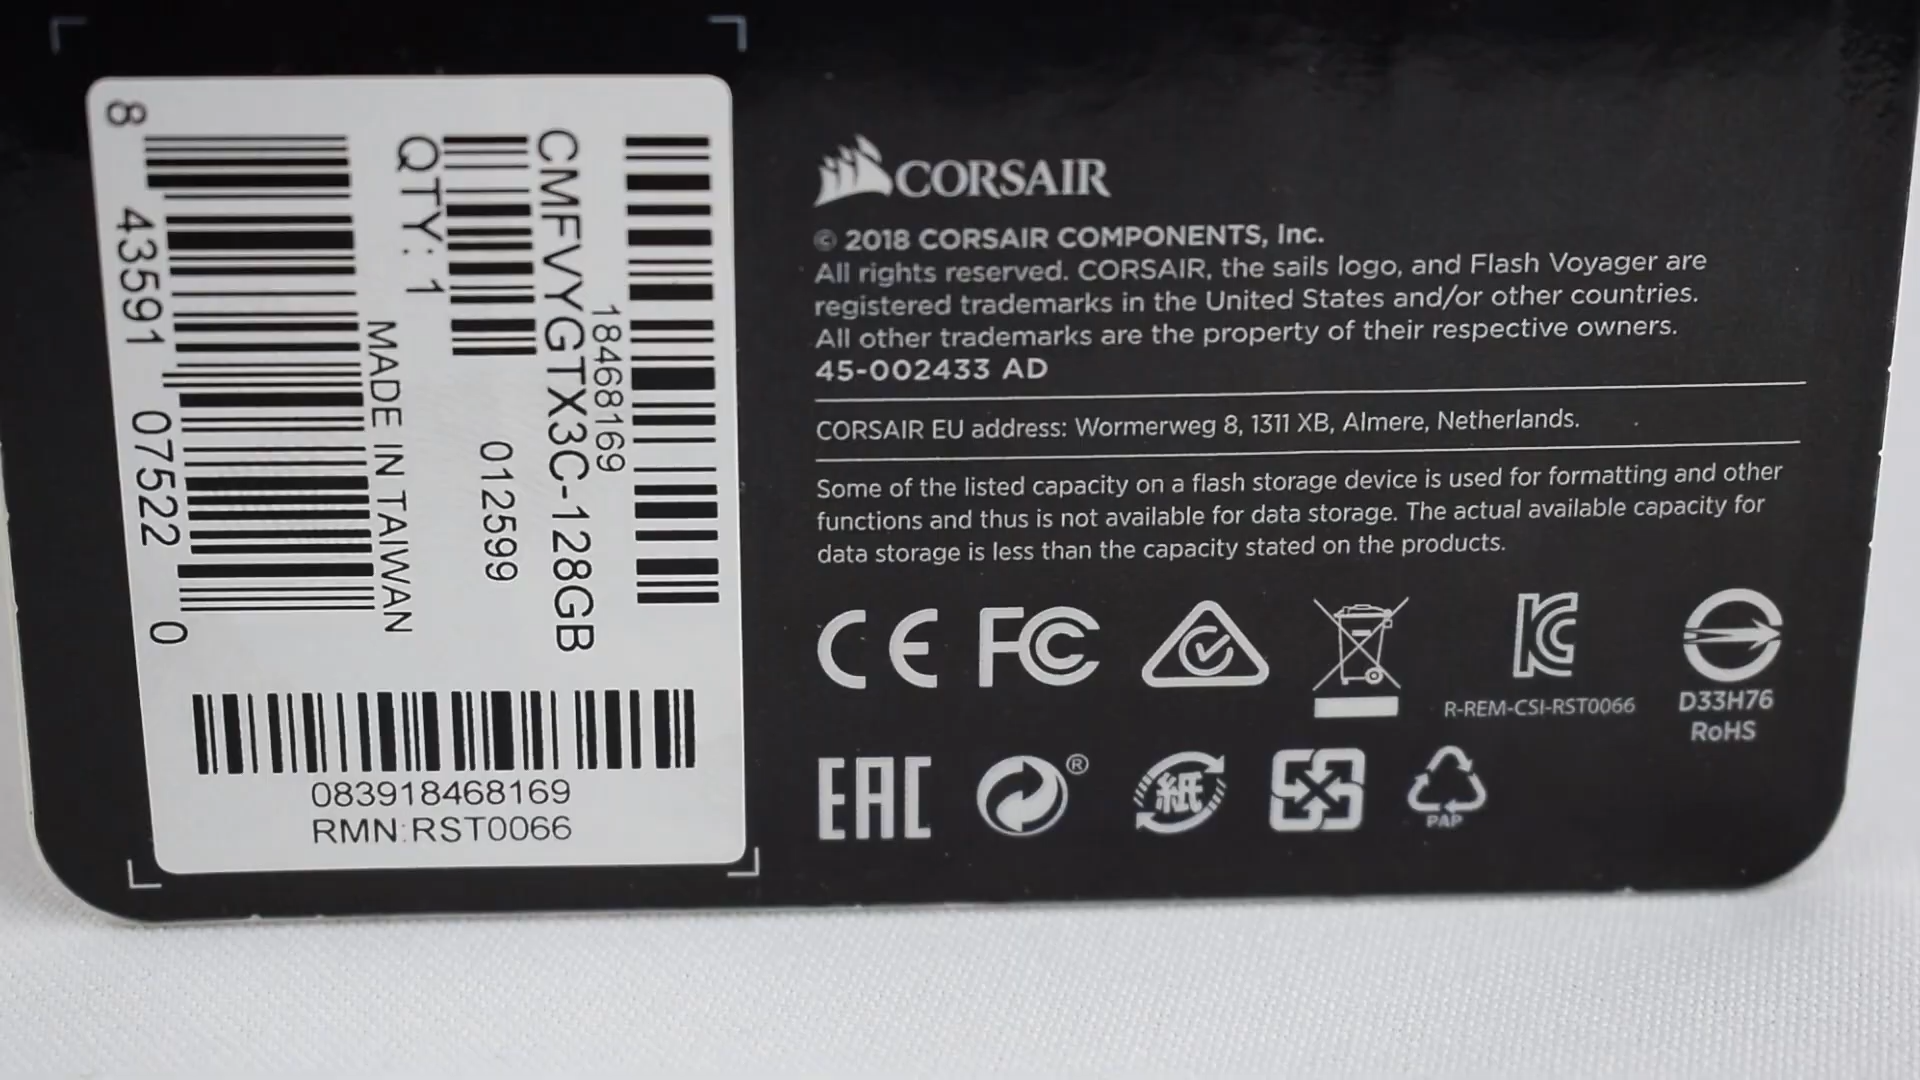 8 43591 07522 0
MADE IN TAIWAN
QTY: 1
012599
CMFVYGTX3C-128GB
18468169
083918468169
RMN:RST0066
CORSAIR
© 2018 CORSAIR COMPONENTS, Inc.
All rights reserved. CORSAIR, the sails logo, and Flash Voyager are
registered trademarks in the United States and/or other countries.
All other trademarks are the property of their respective owners.
45-002433 AD
CORSAIR EU address: Wormerweg 8, 1311 XB, Almere, Netherlands.
Some of the listed capacity on a flash storage device is used for formatting and other
functions and thus is not available for data storage. The actual available capacity for
data storage is less than the capacity stated on the products.
CE FC
R-REM-CSI-RST0066
D33H76
RoHS
EAC ® 紙
PAP